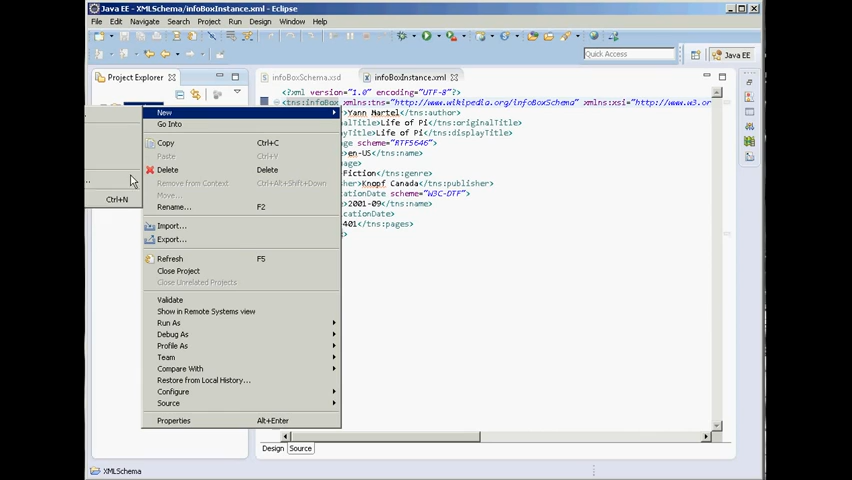 Java EE - XMLSchema/infoBoxInstance.xml - Eclipse
File Edit Navigate Search Project Run Design Window Help
Quick Access
Java EE
Project Explorer
infoBoxSchema.xsd
infoBoxInstance.xml
<?xml version="1.0" encoding="UTF-8"?>
<tns:infoBox xmlns:tns="http://www.wikipedia.org/infoBoxSchema" xmlns:xsi="http://www.w3.or
Yann Martel</tns:author>
nalTitle>Life of Pi</tns:originalTitle>
yTitle>Life of Pi</tns:displayTitle>
age scheme="RTF5646">
>en-US</tns:name>
age>
Fiction</tns:genre>
>Knopf Canada</tns:publisher>
cationDate scheme="W3C-DTF">
>2001-09</tns:name>
cationDate>
401</tns:pages>
>
Ctrl+N
New
Go Into
Copy Ctrl+C
Paste Ctrl+V
Delete Delete
Remove from Context Ctrl+Alt+Shift+Down
Move...
Rename... F2
Import...
Export...
Refresh F5
Close Project
Close Unrelated Projects
Validate
Show in Remote Systems view
Run As
Debug As
Profile As
Team
Compare With
Restore from Local History...
Configure
Source
Properties Alt+Enter
Design Source
XMLSchema